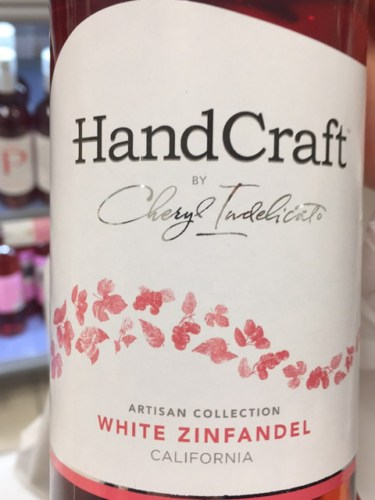 HandCraft
BY
Cheryl Indelicato
ARTISAN COLLECTION
WHITE ZINFANDEL
CALIFORNIA
P